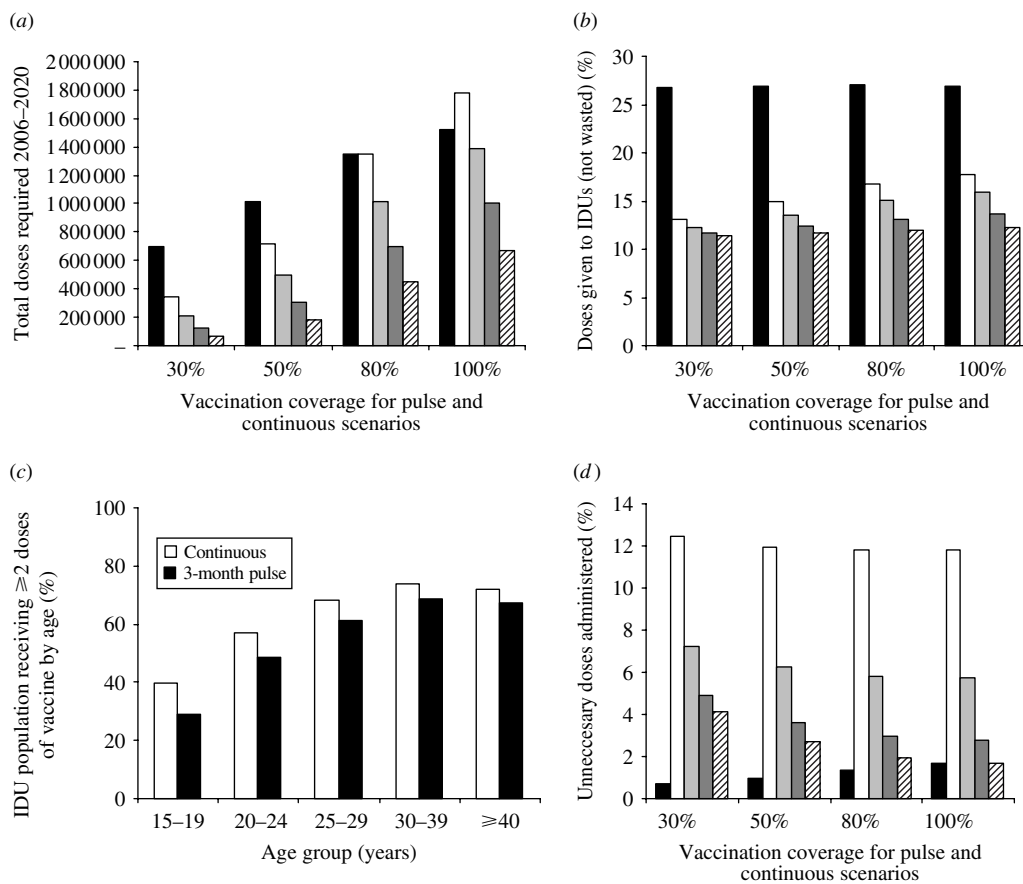 (a)
Total doses required 2006–2020
2 000 000
1 800 000
1 600 000
1 400 000
1 200 000
1 000 000
800 000
600 000
400 000
200 000
–
30% 50% 80% 100%
Vaccination coverage for pulse and
continuous scenarios
(b)
Doses given to IDUs (not wasted) (%)
30
25
20
15
10
5
0
30% 50% 80% 100%
Vaccination coverage for pulse and
continuous scenarios
(c)
IDU population receiving ⩾2 doses
of vaccine by age (%)
100
80
60
40
20
0
Continuous
3-month pulse
15–19 20–24 25–29 30–39 ⩾40
Age group (years)
(d)
Unneccesary doses administered (%)
14
12
10
8
6
4
2
0
30% 50% 80% 100%
Vaccination coverage for pulse and
continuous scenarios